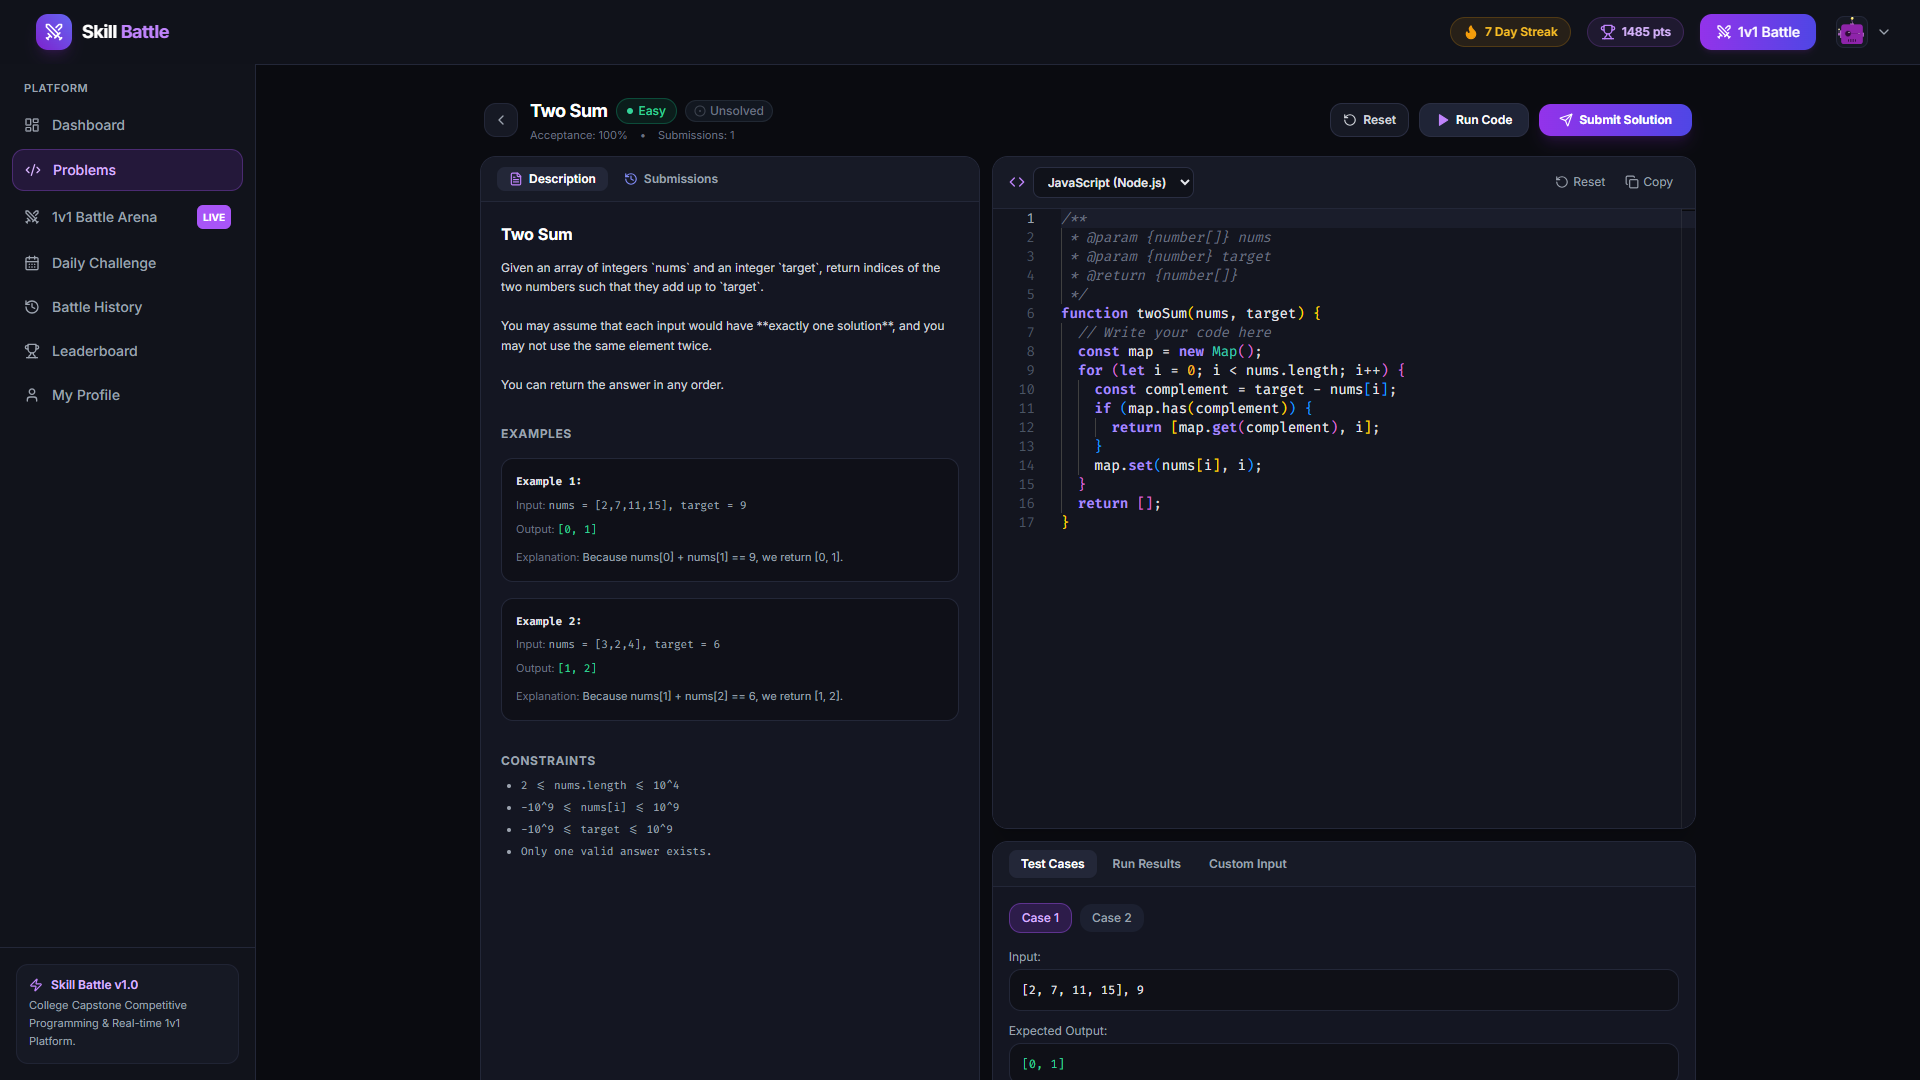 Skill Battle
7 Day Streak
1485 pts
1v1 Battle
PLATFORM
Dashboard
Problems
1v1 Battle Arena
LIVE
Daily Challenge
Battle History
Leaderboard
My Profile
Skill Battle v1.0
College Capstone Competitive
Programming & Real-time 1v1
Platform.
Two Sum
Easy
Unsolved
Acceptance: 100% • Submissions: 1
Reset
Run Code
Submit Solution
Description
Submissions
Two Sum
Given an array of integers `nums` and an integer `target`, return indices of the
two numbers such that they add up to `target`.
You may assume that each input would have **exactly one solution**, and you
may not use the same element twice.
You can return the answer in any order.
EXAMPLES
Example 1:
Input: nums = [2,7,11,15], target = 9
Output: [0, 1]
Explanation: Because nums[0] + nums[1] == 9, we return [0, 1].
Example 2:
Input: nums = [3,2,4], target = 6
Output: [1, 2]
Explanation: Because nums[1] + nums[2] == 6, we return [1, 2].
CONSTRAINTS
• 2 ≤ nums.length ≤ 10^4
• -10^9 ≤ nums[i] ≤ 10^9
• -10^9 ≤ target ≤ 10^9
• Only one valid answer exists.
JavaScript (Node.js)
Reset
Copy
1 /**
2  * @param {number[]} nums
3  * @param {number} target
4  * @return {number[]}
5  */
6 function twoSum(nums, target) {
7   // Write your code here
8   const map = new Map();
9   for (let i = 0; i < nums.length; i++) {
10     const complement = target - nums[i];
11     if (map.has(complement)) {
12       return [map.get(complement), i];
13     }
14     map.set(nums[i], i);
15   }
16   return [];
17 }
Test Cases
Run Results
Custom Input
Case 1
Case 2
Input:
[2, 7, 11, 15], 9
Expected Output:
[0, 1]